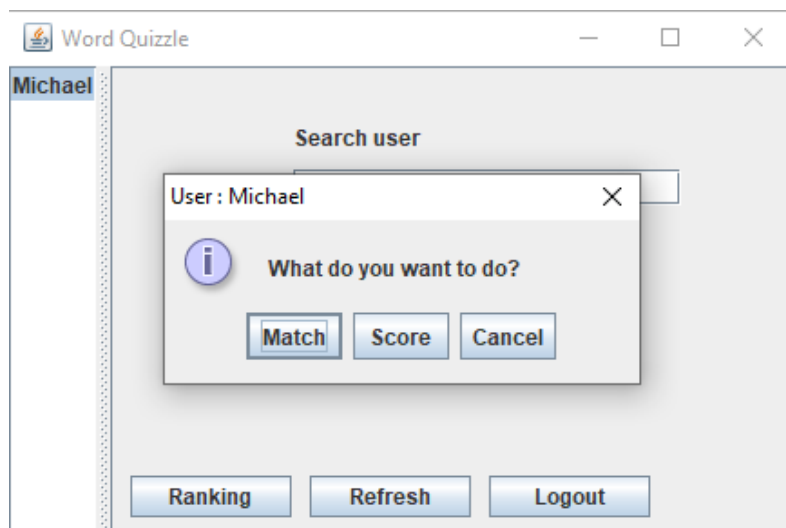 Word Quizzle
Michael
Search user
User : Michael
What do you want to do?
Match Score Cancel
Ranking Refresh Logout